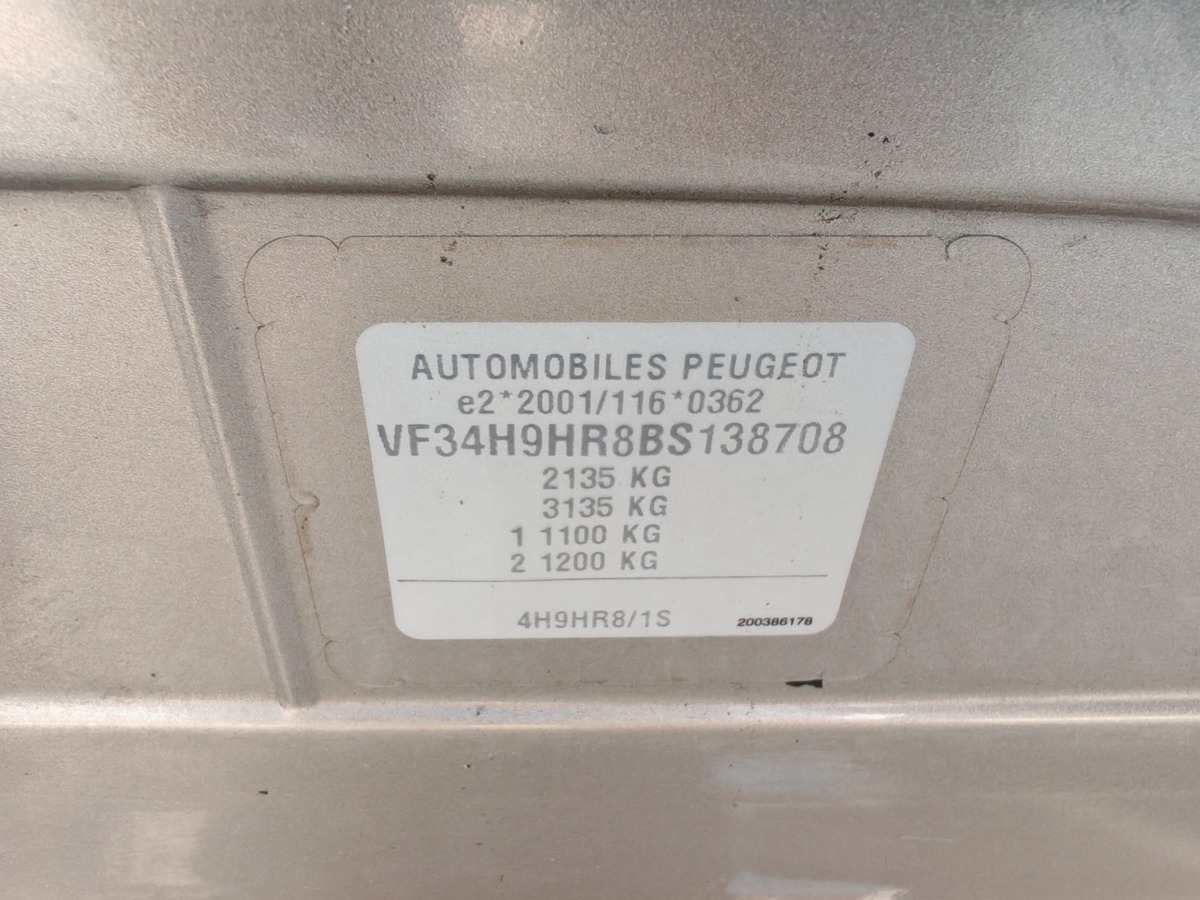 AUTOMOBILES PEUGEOT
e2*2001/116*0362
VF34H9HR8BS138708
2135 KG
3135 KG
1 1100 KG
2 1200 KG
4H9HR8/1S
200386178